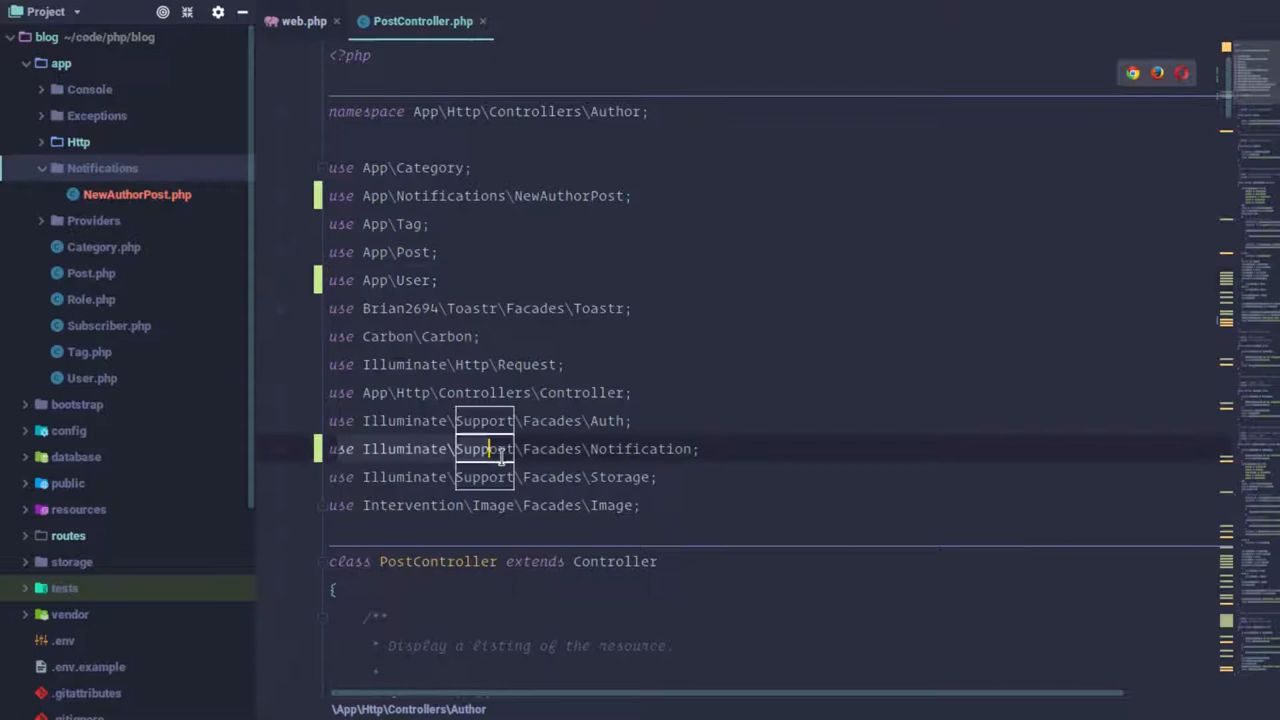 Project
web.php
PostController.php
blog ~/code/php/blog
app
Console
Exceptions
Http
Notifications
NewAuthorPost.php
Providers
Category.php
Post.php
Role.php
Subscriber.php
Tag.php
User.php
bootstrap
config
database
public
resources
routes
storage
tests
vendor
.env
.env.example
.gitattributes
.gitignore
<?php
namespace App\Http\Controllers\Author;
use App\Category;
use App\Notifications\NewAuthorPost;
use App\Tag;
use App\Post;
use App\User;
use Brian2694\Toastr\Facades\Toastr;
use Carbon\Carbon;
use Illuminate\Http\Request;
use App\Http\Controllers\Controller;
use Illuminate\Support\Facades\Auth;
use Illuminate\Support\Facades\Notification;
use Illuminate\Support\Facades\Storage;
use Intervention\Image\Facades\Image;
class PostController extends Controller
{
/**
* Display a listing of the resource.
*
\App\Http\Controllers\Author